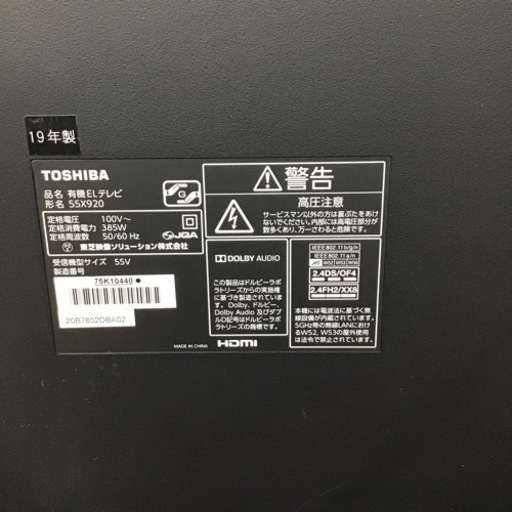 19年製
TOSHIBA
品名 有機ELテレビ
形名 55X920
定格電圧 100V~
定格消費電力 385W
定格周波数 50/60 Hz
JQA
東芝映像ソリューション株式会社
受信機型サイズ 55V
製造番号
75K10440
20B7802DBA02
警告
高圧注意
サービスマン以外の方は裏ぶたをあけ
ないでください。内部には高電圧部分が
数多くあり、万一さわると危険です。
DOLBY AUDIO
この製品はドルビーラボ
ラトリーズからの実施権
に基づき製造されていま
す。Dolby、ドルビー、
Dolby Audio 及びダブ
ルD記号はドルビーラボラ
トリーズの商標です。
MADE IN CHINA
HDMI
IEEE802.11b/g/n
IEEE802.11a/n
W52 W53 W56
2.4DS/OF4
2.4FH2/XX8
本機には電波法に基づく無
線設備が内蔵されています。
5GHz帯の無線LANにおけ
るW52、W53の屋外使用
は法令で禁止されています。